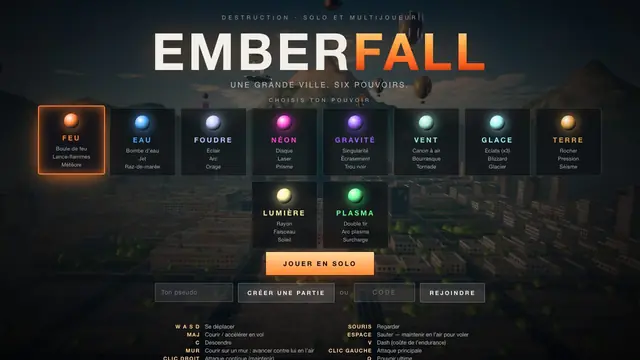 DESTRUCTION · SOLO ET MULTIJOUEUR
EMBERFALL
UNE GRANDE VILLE. SIX POUVOIRS.
CHOISIS TON POUVOIR
FEU
Boule de feu
Lance-flammes
Météore
EAU
Bombe d'eau
Jet
Raz-de-marée
FOUDRE
Éclair
Arc
Orage
NÉON
Disque
Laser
Prisme
GRAVITÉ
Singularité
Écrasement
Trou noir
VENT
Canon à air
Bourrasque
Tornade
GLACE
Éclats (x3)
Blizzard
Glacier
TERRE
Rocher
Pression
Séisme
LUMIÈRE
Rayon
Faisceau
Soleil
PLASMA
Double tir
Arc plasma
Surcharge
JOUER EN SOLO
Ton pseudo
CRÉER UNE PARTIE
OU
CODE
REJOINDRE
W A S D Se déplacer
MAJ Courir / accélérer en vol
C Descendre
MUR Courir sur un mur : avancer contre lui en l'air
CLIC DROIT Attaque continue (maintenir)
SOURIS Regarder
ESPACE Sauter — maintenir en l'air pour voler
V Dash (coûte de l'endurance)
CLIC GAUCHE Attaque principale